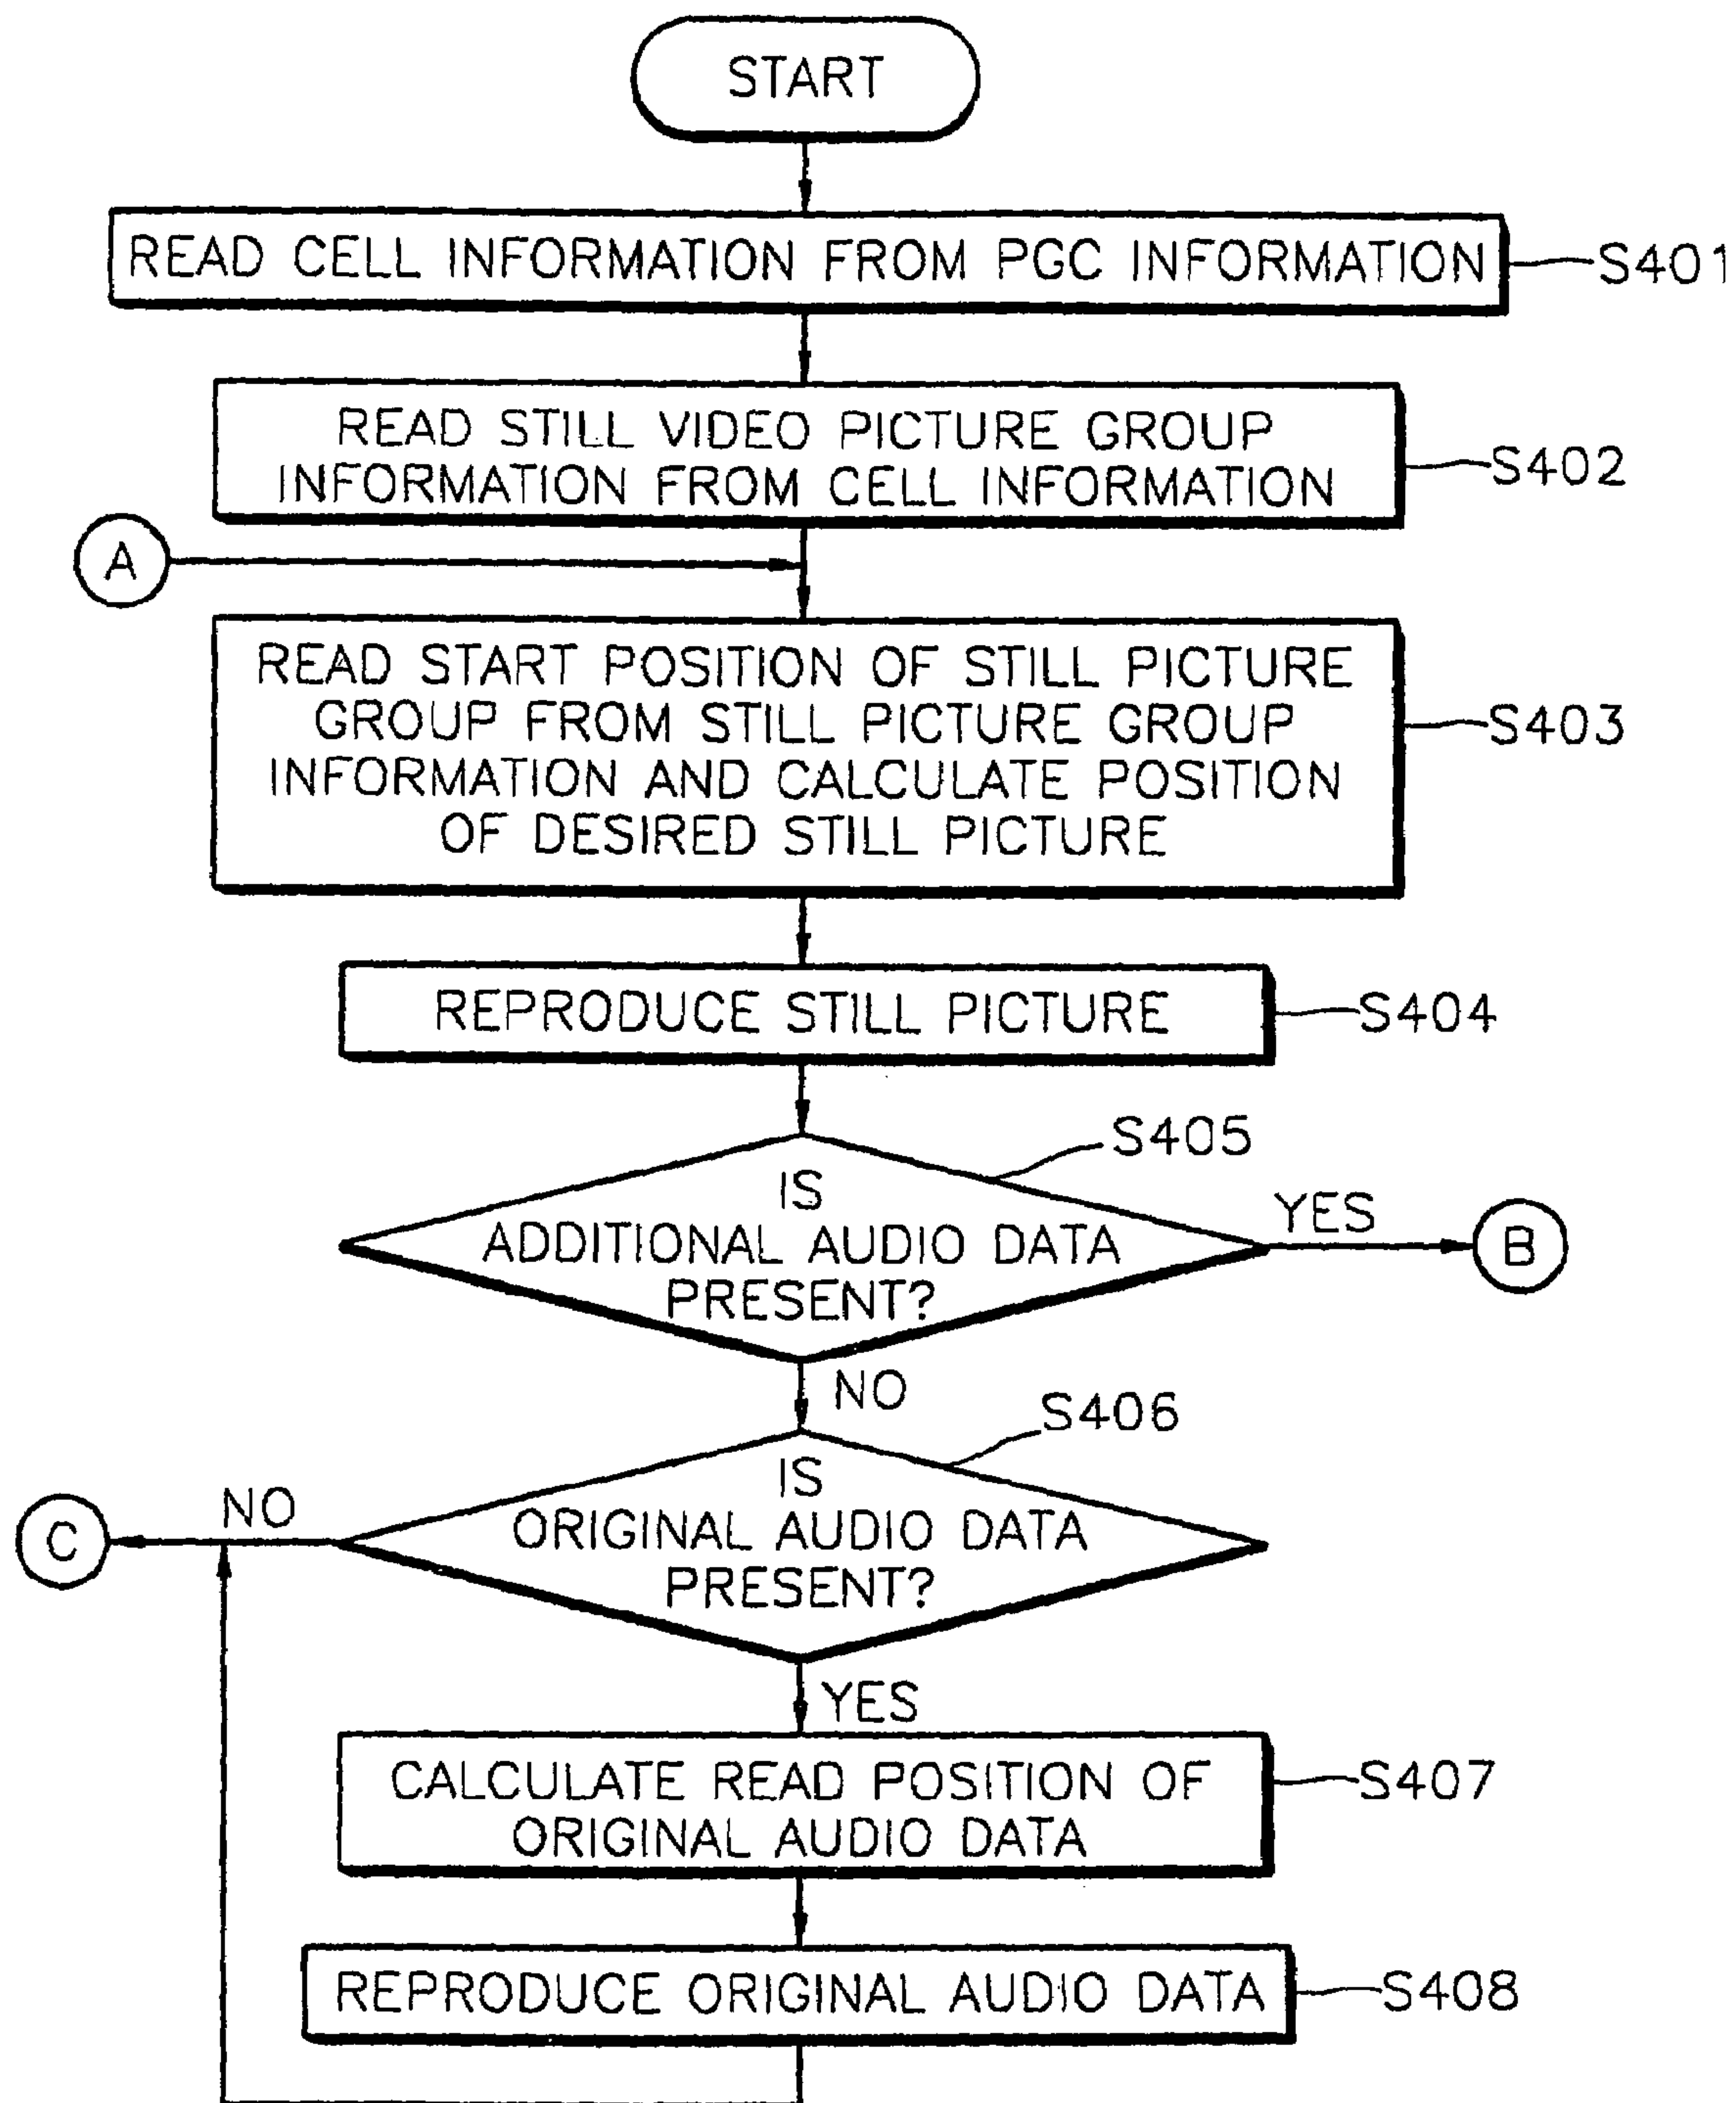 START
READ CELL INFORMATION FROM PGC INFORMATION
S401
READ STILL VIDEO PICTURE GROUP
INFORMATION FROM CELL INFORMATION
S402
A
READ START POSITION OF STILL PICTURE
GROUP FROM STILL PICTURE GROUP
INFORMATION AND CALCULATE POSITION
OF DESIRED STILL PICTURE
S403
REPRODUCE STILL PICTURE
S404
S405
IS
ADDITIONAL AUDIO DATA
PRESENT?
YES
B
NO
S406
IS
ORIGINAL AUDIO DATA
PRESENT?
NO
C
YES
CALCULATE READ POSITION OF
ORIGINAL AUDIO DATA
S407
REPRODUCE ORIGINAL AUDIO DATA
S408